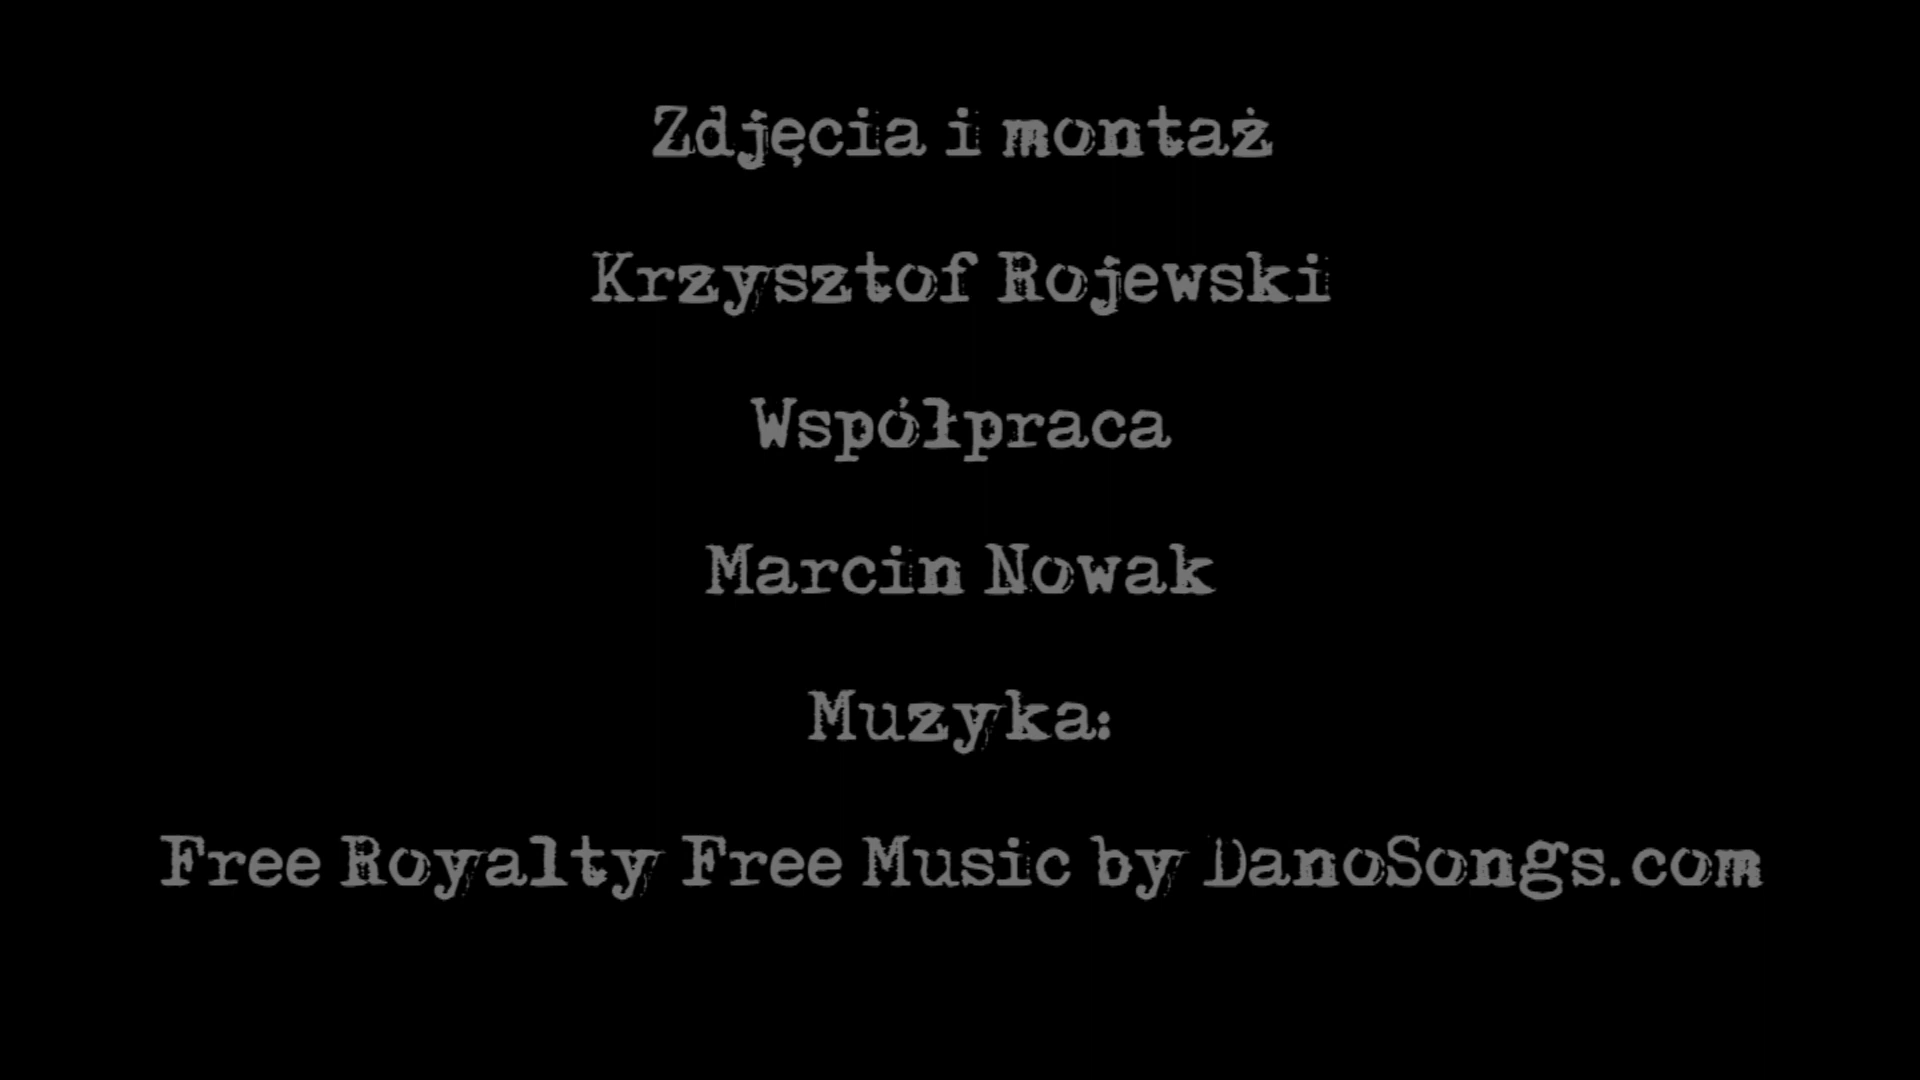 Zdjęcia i montaż
Krzysztof Rojewski
Współpraca
Marcin Nowak
Muzyka:
Free Royalty Free Music by DanoSongs.com